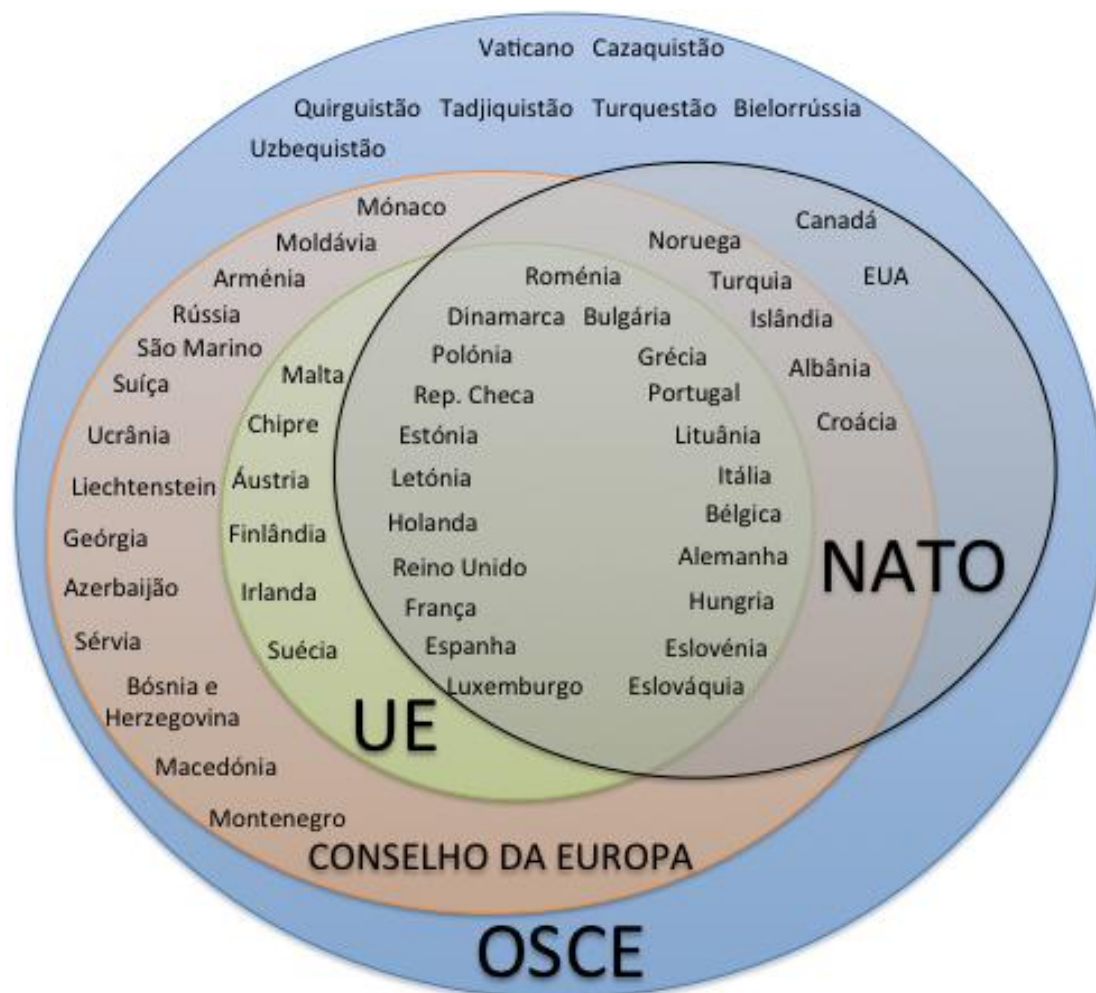 Vaticano Cazaquistão
Quirguistão Tadjiquistão Turquestão Bielorrússia
Uzbequistão
Mónaco
Canadá
Moldávia
Noruega
Arménia
Roménia
Turquia
EUA
Rússia
Dinamarca Bulgária
Islândia
São Marino
Polónia
Grécia
Suíça
Malta
Albânia
Rep. Checa
Portugal
Chipre
Croácia
Ucrânia
Estónia
Lituânia
Liechtenstein
Áustria
Letónia
Itália
Holanda
Bélgica
Geórgia
Finlândia
Alemanha
NATO
Reino Unido
Azerbaijão
Irlanda
França
Hungria
Sérvia
Suécia
Espanha
Eslovénia
Bósnia e
Herzegovina
Luxemburgo
Eslováquia
UE
Macedónia
Montenegro
CONSELHO DA EUROPA
OSCE